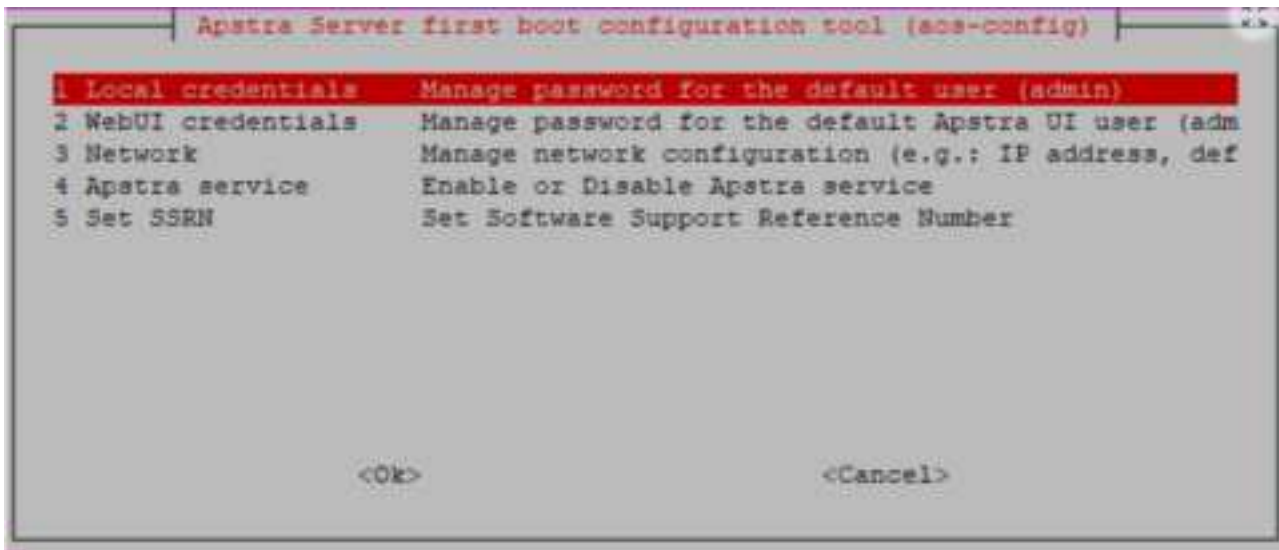 Apstra Server first boot configuration tool (aos-config)
1 Local credentials Manage password for the default user (admin)
2 WebUI credentials Manage password for the default Apstra UI user (adm
3 Network Manage network configuration (e.g.: IP address, def
4 Apstra service Enable or Disable Apstra service
5 Set SSRN Set Software Support Reference Number
<Ok> <Cancel>